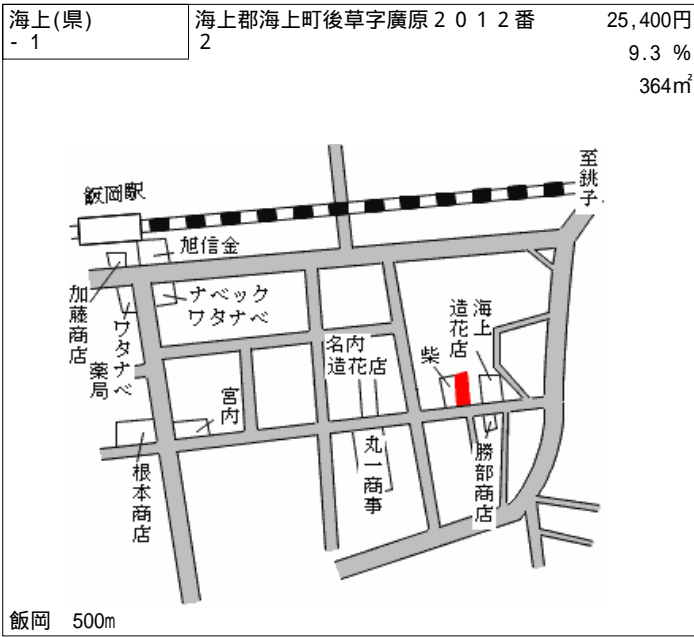 海上(県)
- 1
海上郡海上町後草字廣原２０１２番
2
25,400円
9.3 %
364㎡
至銚子
飯岡駅
旭信金
加藤商店
ワタナベ
薬局
ナベック
ワタナベ
名内
造花店
海上
造花店
柴
宮内
根本商店
丸一商事
勝部商店
飯岡 500m